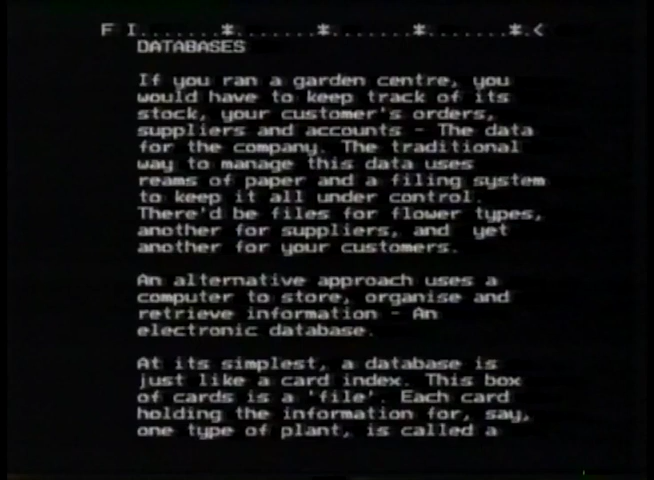 F I.......*.......*.......*.......*.<
DATABASES
If you ran a garden centre, you
would have to keep track of its
stock, your customer's orders,
suppliers and accounts - The data
for the company. The traditional
way to manage this data uses
reams of paper and a filing system
to keep it all under control.
There'd be files for flower types,
another for suppliers, and  yet
another for your customers.
An alternative approach uses a
computer to store, organise and
retrieve information - An
electronic database.
At its simplest, a database is
just like a card index. This box
of cards is a 'file'. Each card
holding the information for, say,
one type of plant, is called a